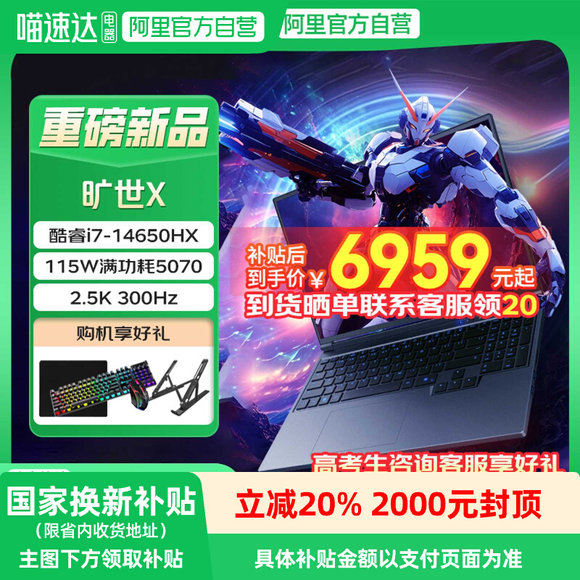 喵速达电器 阿里官方自营 阿里官方自营
重磅新品
旷世X
酷睿i7-14650HX
115W满功耗5070
2.5K 300Hz
购机享好礼
补贴后
到手价¥6959元起
到货晒单联系客服领20
高考生咨询客服享好礼
国家换新补贴
(限省内收货地址)
主图下方领取补贴
立减20% 2000元封顶
具体补贴金额以支付页面为准